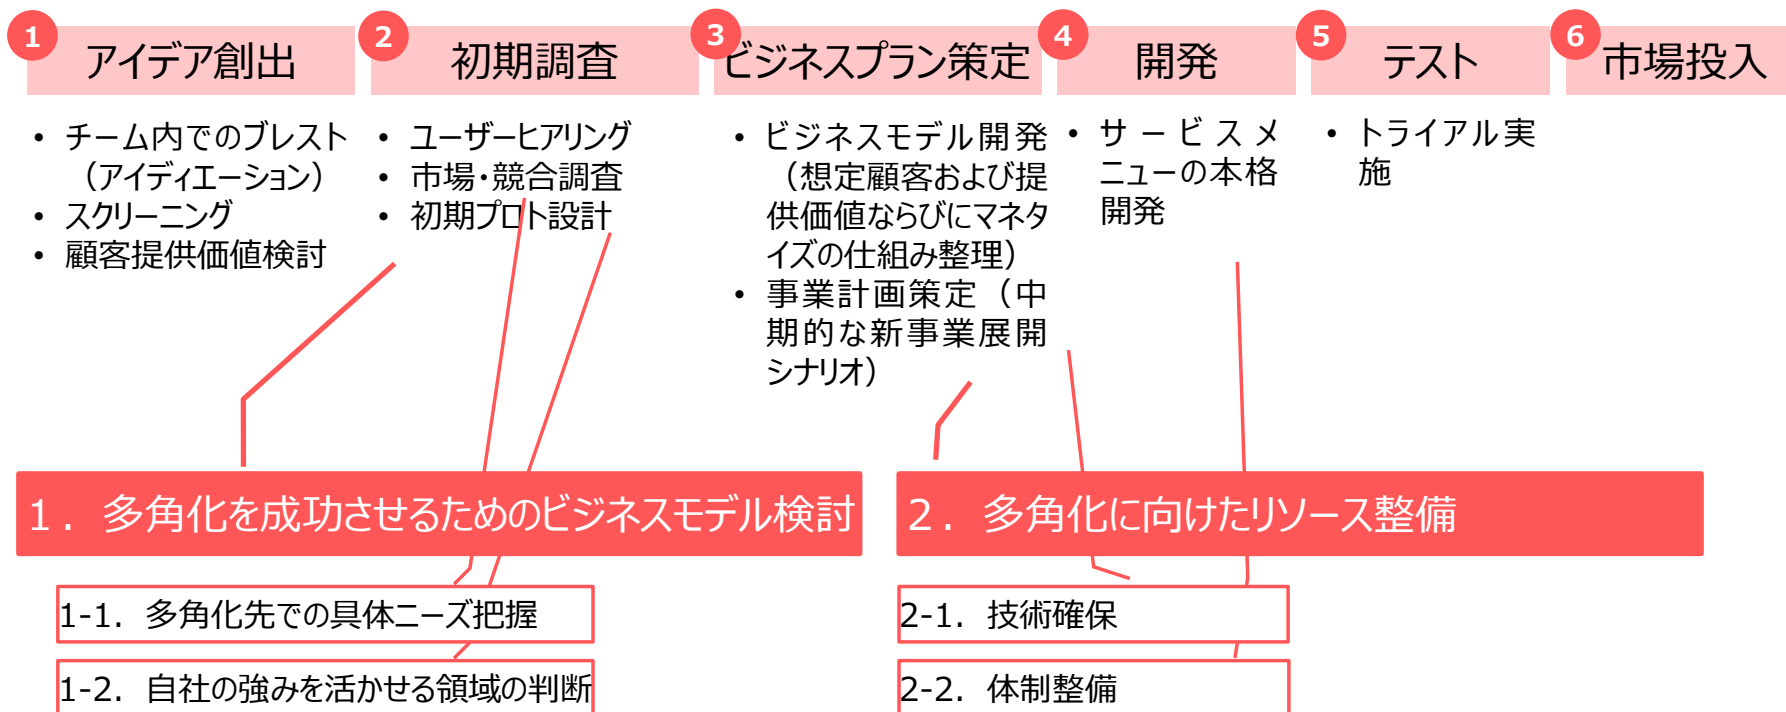 1
アイデア創出
2
初期調査
3
ビジネスプラン策定
4
開発
5
テスト
6
市場投入
• チーム内でのブレスト
（アイディエーション）
• スクリーニング
• 顧客提供価値検討
• ユーザーヒアリング
• 市場・競合調査
• 初期プロト設計
• ビジネスモデル開発
（想定顧客および提
供価値ならびにマネタ
イズの仕組み整理）
• 事業計画策定（中
期的な新事業展開
シナリオ）
• サービスメ
ニューの本格
開発
• トライアル実
施
1．多角化を成功させるためのビジネスモデル検討
1-1．多角化先での具体ニーズ把握
1-2．自社の強みを活かせる領域の判断
2．多角化に向けたリソース整備
2-1．技術確保
2-2．体制整備